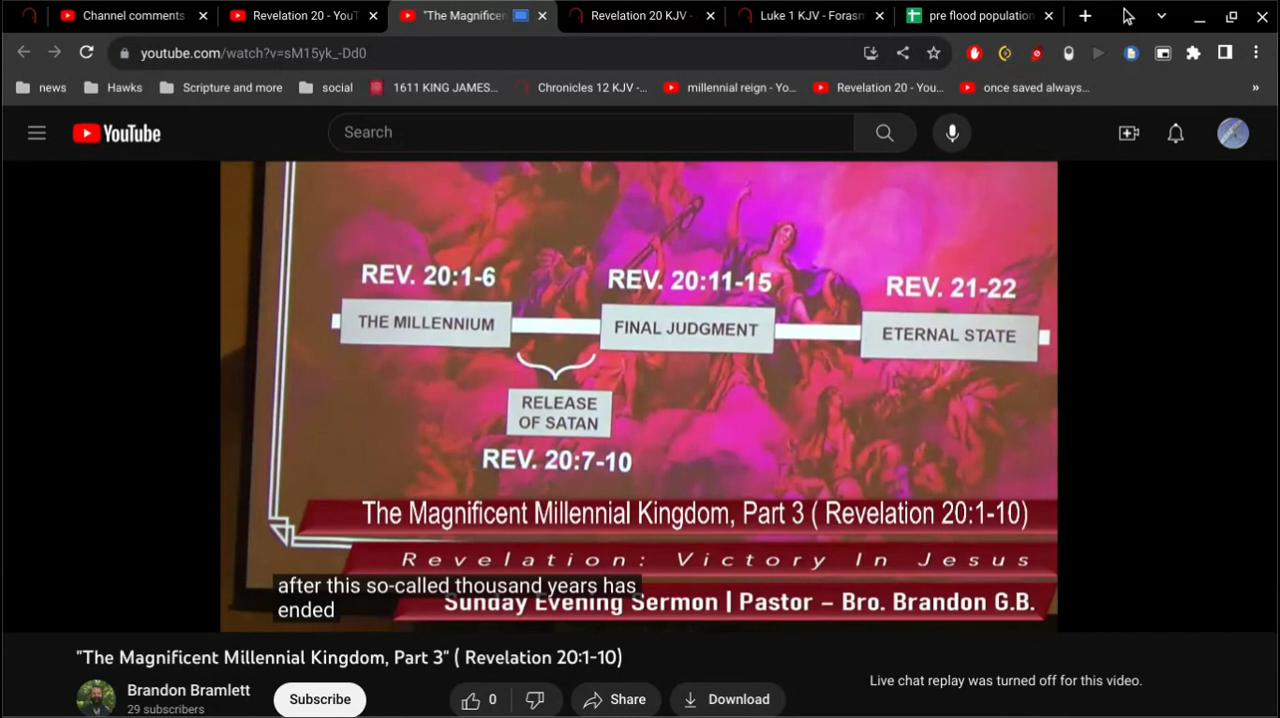 Channel comments
Revelation 20 - YouT
"The Magnificen
Revelation 20 KJV -
Luke 1 KJV - Forasm
pre flood population
youtube.com/watch?v=sM15yk_-Dd0
news
Hawks
Scripture and more
social
1611 KING JAMES...
Chronicles 12 KJV -...
millennial reign - Yo...
Revelation 20 - You...
once saved always...
»
YouTube
Search
REV. 20:1-6
REV. 20:11-15
REV. 21-22
THE MILLENNIUM
FINAL JUDGMENT
ETERNAL STATE
RELEASE
OF SATAN
REV. 20:7-10
The Magnificent Millennial Kingdom, Part 3 ( Revelation 20:1-10)
Revelation: Victory In Jesus
after this so-called thousand years has
ended
Sunday Evening Sermon | Pastor – Bro. Brandon G.B.
"The Magnificent Millennial Kingdom, Part 3" ( Revelation 20:1-10)
Live chat replay was turned off for this video.
Brandon Bramlett
29 subscribers
Subscribe
0
Share
Download